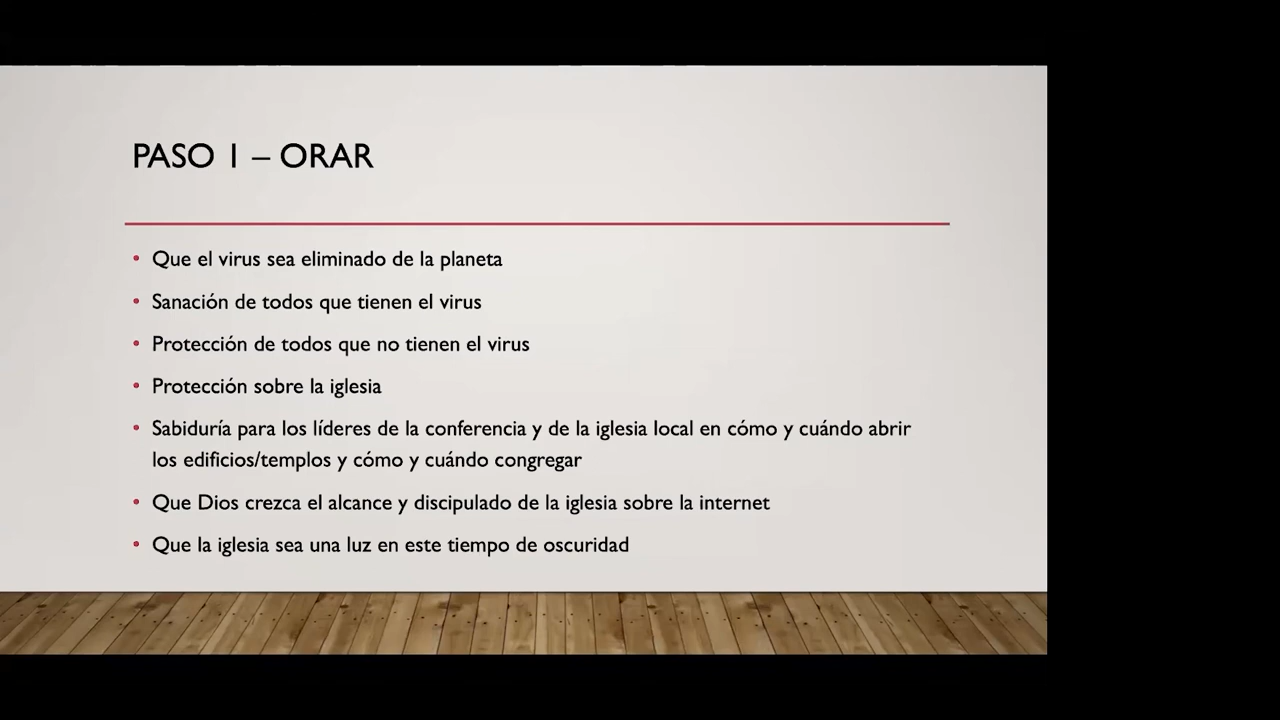 PASO 1 – ORAR
• Que el virus sea eliminado de la planeta
• Sanación de todos que tienen el virus
• Protección de todos que no tienen el virus
• Protección sobre la iglesia
• Sabiduría para los líderes de la conferencia y de la iglesia local en cómo y cuándo abrir
los edificios/templos y cómo y cuándo congregar
• Que Dios crezca el alcance y discipulado de la iglesia sobre la internet
• Que la iglesia sea una luz en este tiempo de oscuridad